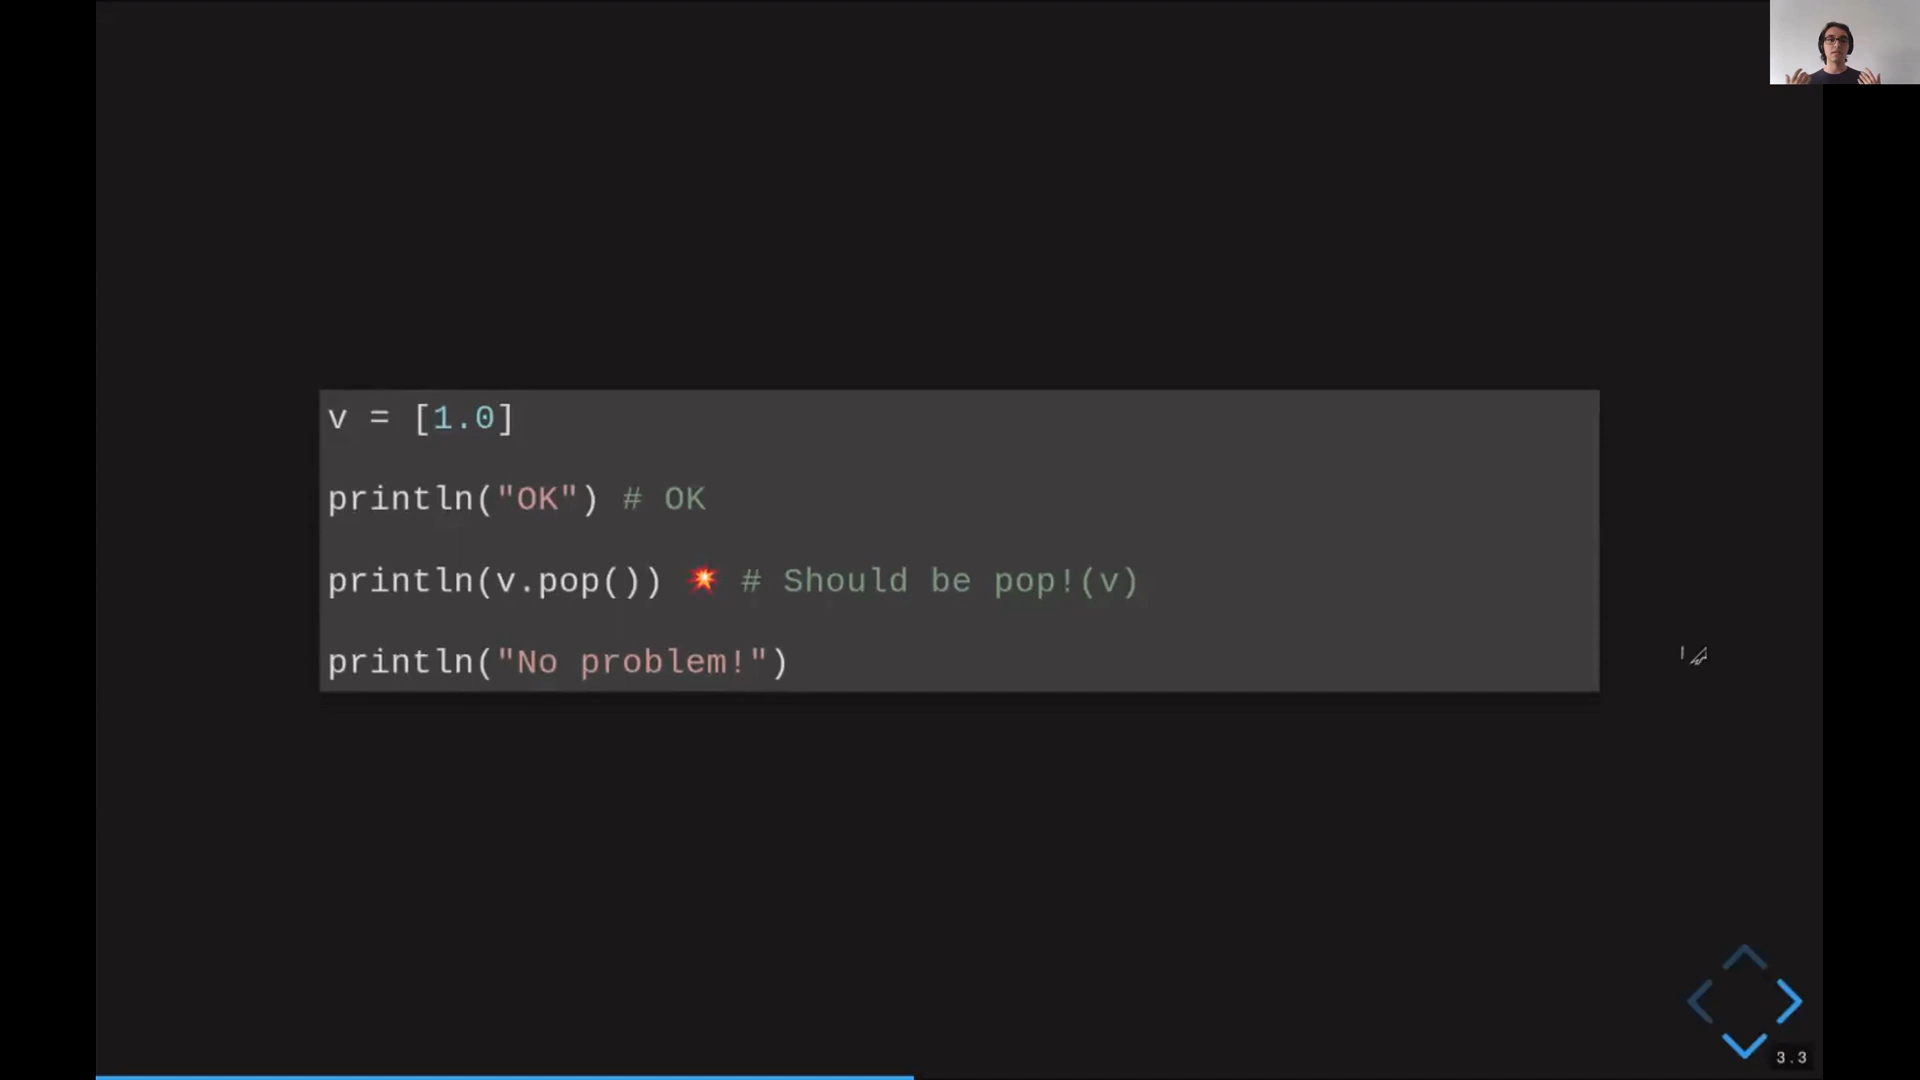 v = [1.0]
println("OK") # OK
println(v.pop()) 💥 # Should be pop!(v)
println("No problem!")
3.3